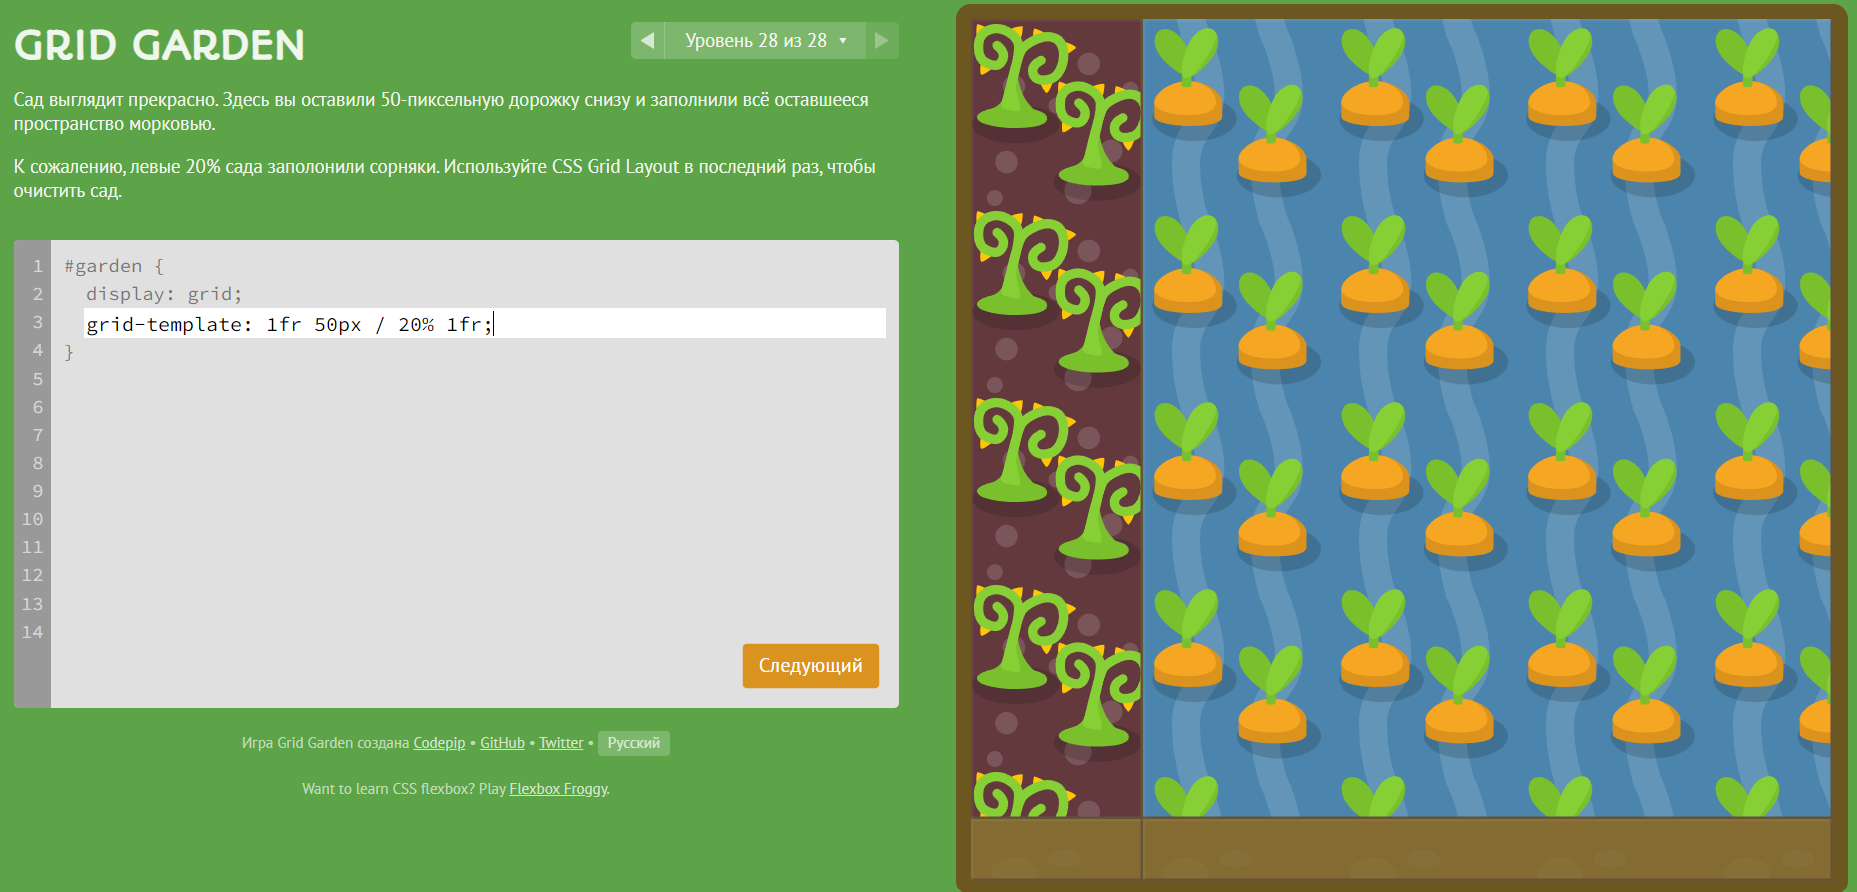 GRID GARDEN
◀ Уровень 28 из 28 ▼ ▶
Сад выглядит прекрасно. Здесь вы оставили 50-пиксельную дорожку снизу и заполнили всё оставшееся
пространство морковью.
К сожалению, левые 20% сада заполонили сорняки. Используйте CSS Grid Layout в последний раз, чтобы
очистить сад.
1 #garden {
2 display: grid;
3 grid-template: 1fr 50px / 20% 1fr;
4 }
5
6
7
8
9
10
11
12
13
14
Следующий
Игра Grid Garden создана Codepip • GitHub • Twitter • Русский
Want to learn CSS flexbox? Play Flexbox Froggy.